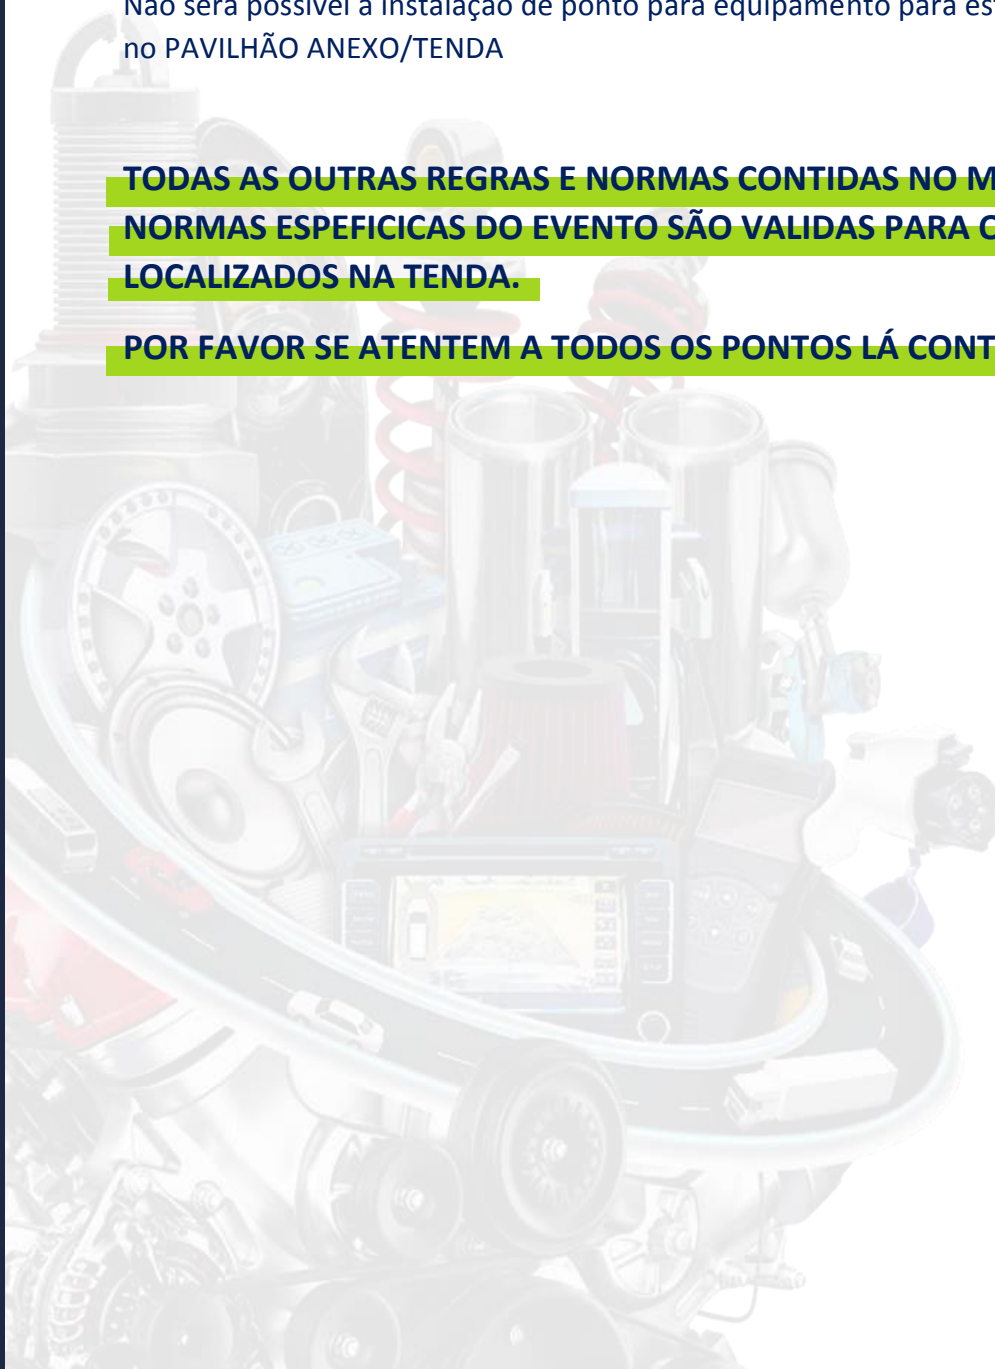 Não será possível a instalação de ponto para equipamento para es
no PAVILHÃO ANEXO/TENDA
TODAS AS OUTRAS REGRAS E NORMAS CONTIDAS NO M
NORMAS ESPEFICICAS DO EVENTO SÃO VALIDAS PARA O
LOCALIZADOS NA TENDA.
POR FAVOR SE ATENTEM A TODOS OS PONTOS LÁ CONT